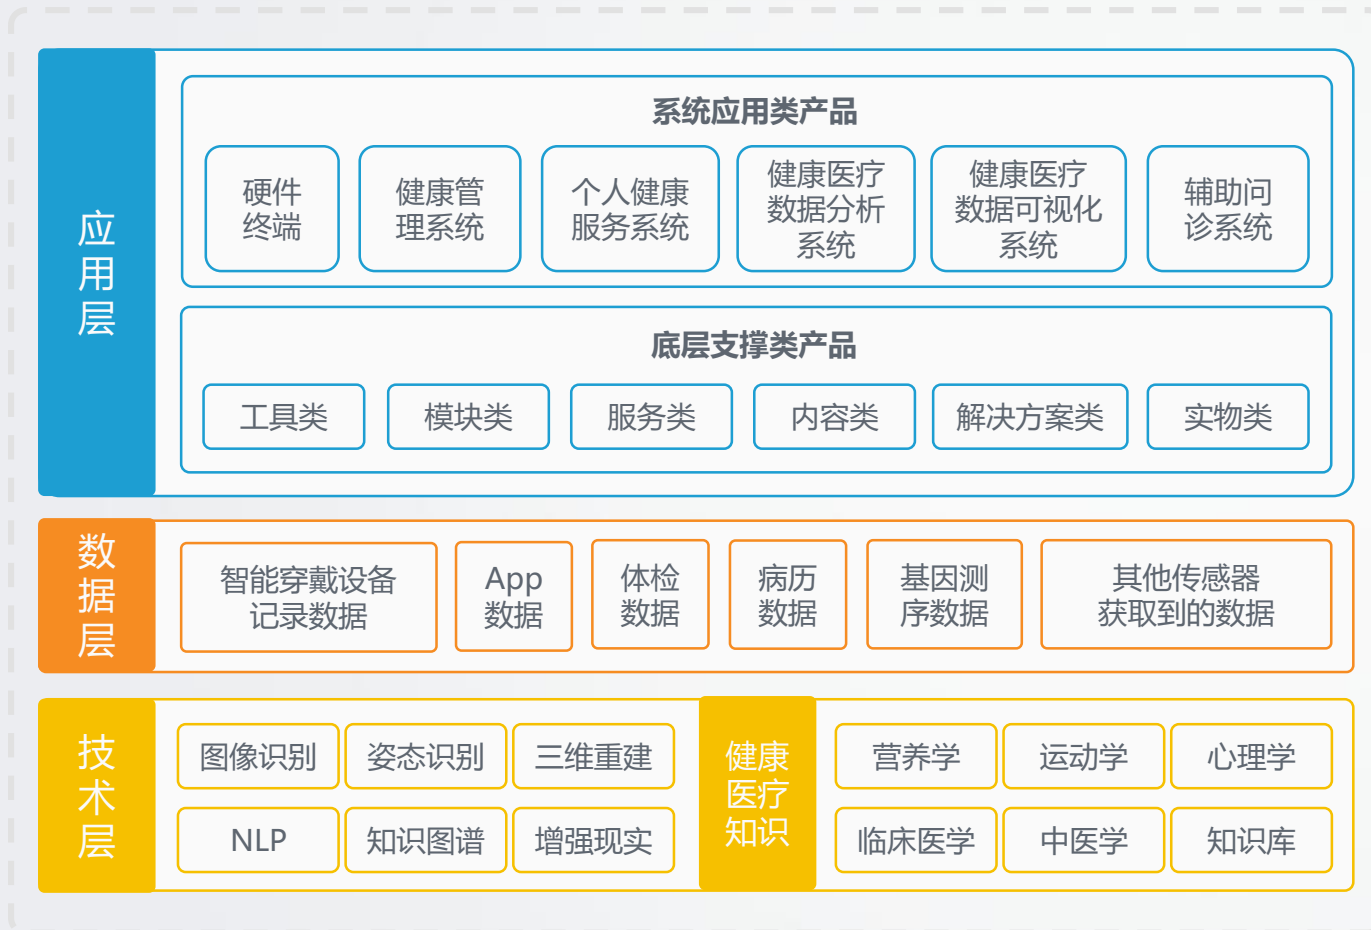 应
用
层
系统应用类产品
硬件
终端
健康管
理系统
个人健康
服务系统
健康医疗
数据分析
系统
健康医疗
数据可视化
系统
辅助问
诊系统
底层支撑类产品
工具类
模块类
服务类
内容类
解决方案类
实物类
数
据
层
智能穿戴设备
记录数据
App
数据
体检
数据
病历
数据
基因测
序数据
其他传感器
获取到的数据
技
术
层
图像识别
姿态识别
三维重建
NLP
知识图谱
增强现实
健康
医疗
知识
营养学
运动学
心理学
临床医学
中医学
知识库